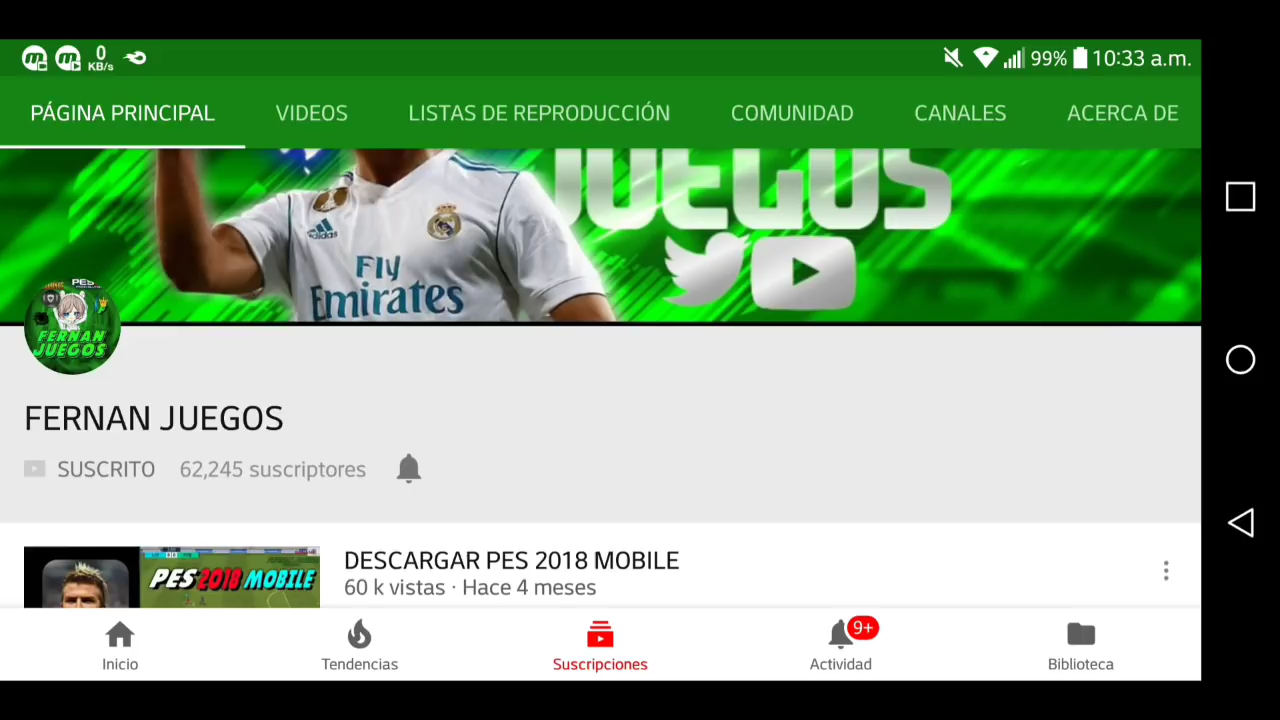 0
KB/s
99% 10:33 a.m.
PÁGINA PRINCIPAL VIDEOS LISTAS DE REPRODUCCIÓN COMUNIDAD CANALES ACERCA DE
JUEGOS
adidas
Fly
Emirates
PES
FERNAN
JUEGOS
FERNAN JUEGOS
SUSCRITO 62,245 suscriptores
PES 2018 MOBILE
DESCARGAR PES 2018 MOBILE
60 k vistas · Hace 4 meses
9+
Inicio Tendencias Suscripciones Actividad Biblioteca